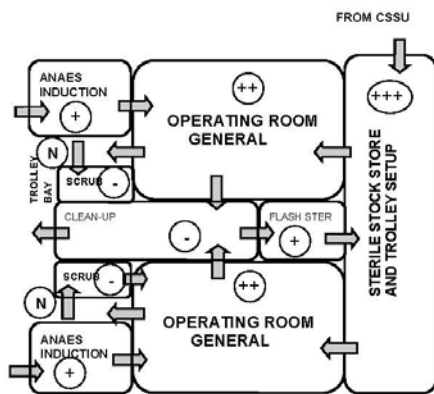 FROM CSSU
ANAES
INDUCTION
+
++
+++
OPERATING ROOM
GENERAL
N
TROLLEY
BAY
SCRUB
-
CLEAN-UP
-
FLASH STER
+
STERILE STOCK STORE
AND TROLLEY SETUP
SCRUB
-
N
++
OPERATING ROOM
GENERAL
ANAES
INDUCTION
+